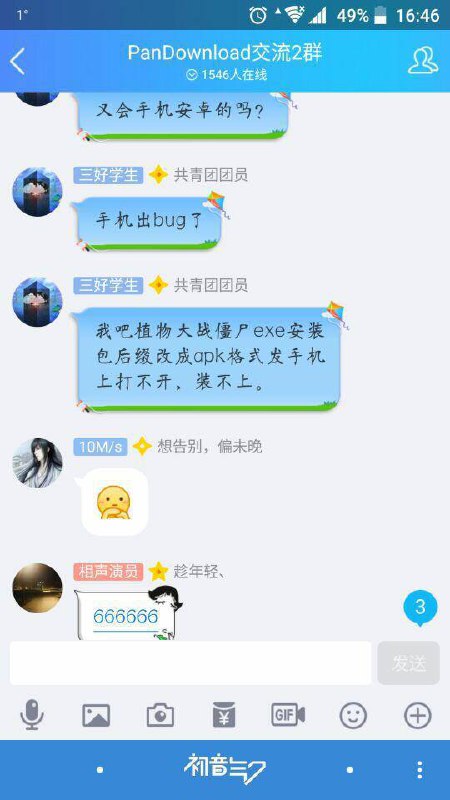 1°
49%
16:46
PanDownload交流2群
1546人在线
又会手机安卓的吗?
三好学生
共青团团员
手机出bug了
三好学生
共青团团员
我吧植物大战僵尸exe安装
包后缀改成apk格式发手机
上打不开，装不上。
10M/s
想告别，偏未晚
相声演员
趁年轻、
666666
3
发送
¥
GIF
初音